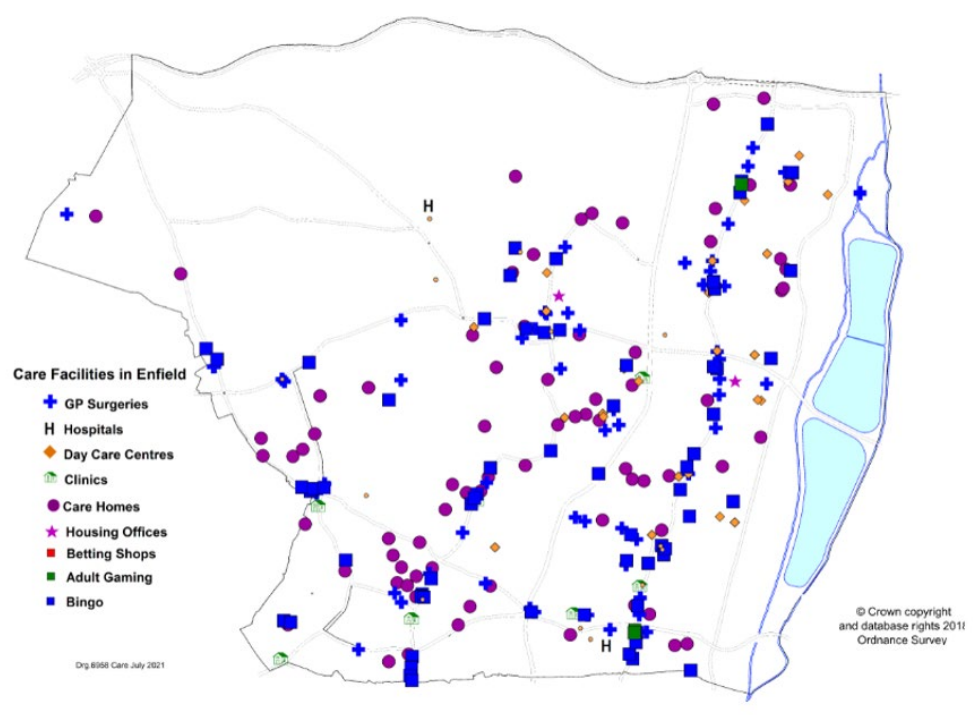 H
Care Facilities in Enfield
GP Surgeries
H Hospitals
Day Care Centres
Clinics
Care Homes
Housing Offices
Betting Shops
Adult Gaming
Bingo
© Crown copyright
and database rights 2018
Ordnance Survey
H
Drg.6958 Care July 2021